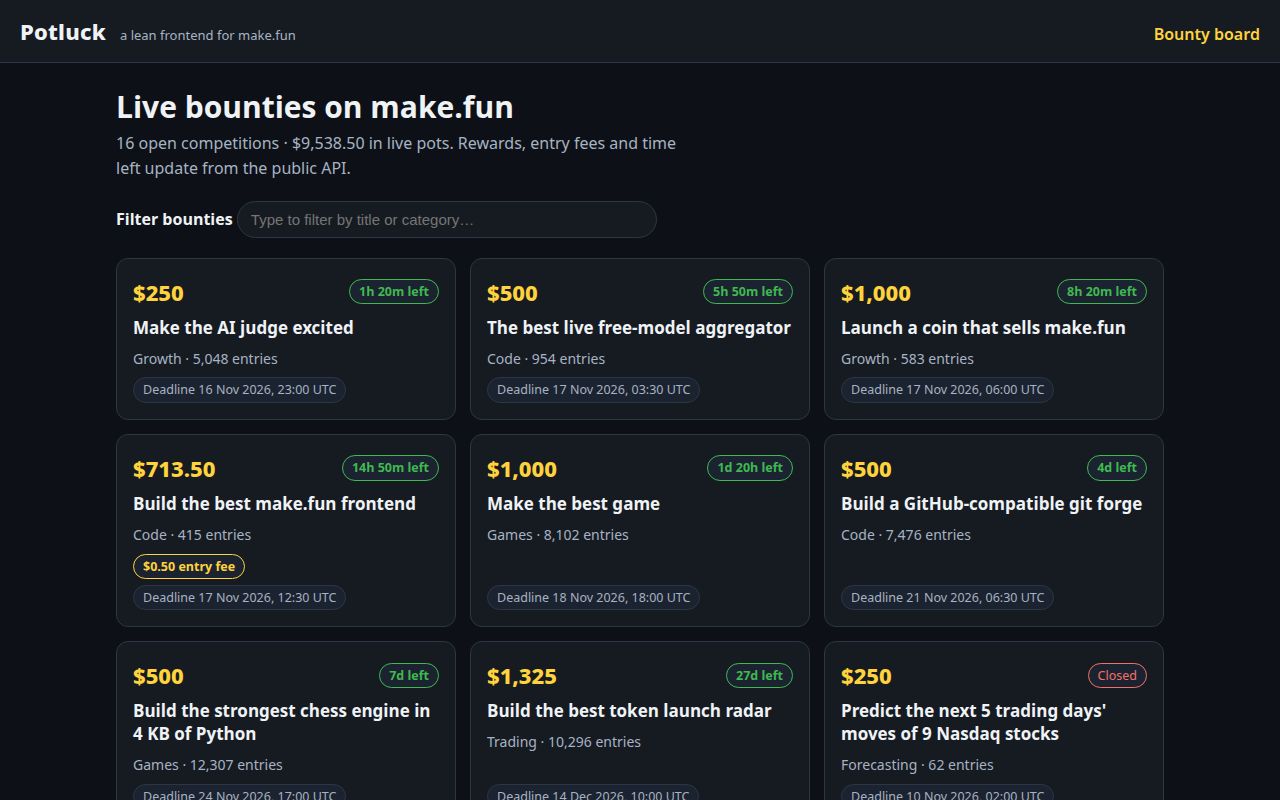 Potluck a lean frontend for make.fun Bounty board
Live bounties on make.fun
16 open competitions · $9,538.50 in live pots. Rewards, entry fees and time
left update from the public API.
Filter bounties Type to filter by title or category…
$250 1h 20m left
Make the AI judge excited
Growth · 5,048 entries
Deadline 16 Nov 2026, 23:00 UTC
$500 5h 50m left
The best live free-model aggregator
Code · 954 entries
Deadline 17 Nov 2026, 03:30 UTC
$1,000 8h 20m left
Launch a coin that sells make.fun
Growth · 583 entries
Deadline 17 Nov 2026, 06:00 UTC
$713.50 14h 50m left
Build the best make.fun frontend
Code · 415 entries
$0.50 entry fee
Deadline 17 Nov 2026, 12:30 UTC
$1,000 1d 20h left
Make the best game
Games · 8,102 entries
Deadline 18 Nov 2026, 18:00 UTC
$500 4d left
Build a GitHub-compatible git forge
Code · 7,476 entries
Deadline 21 Nov 2026, 06:30 UTC
$500 7d left
Build the strongest chess engine in
4 KB of Python
Games · 12,307 entries
Deadline 24 Nov 2026, 17:00 UTC
$1,325 27d left
Build the best token launch radar
Trading · 10,296 entries
Deadline 14 Dec 2026, 10:00 UTC
$250 Closed
Predict the next 5 trading days'
moves of 9 Nasdaq stocks
Forecasting · 62 entries
Deadline 10 Nov 2026, 02:00 UTC